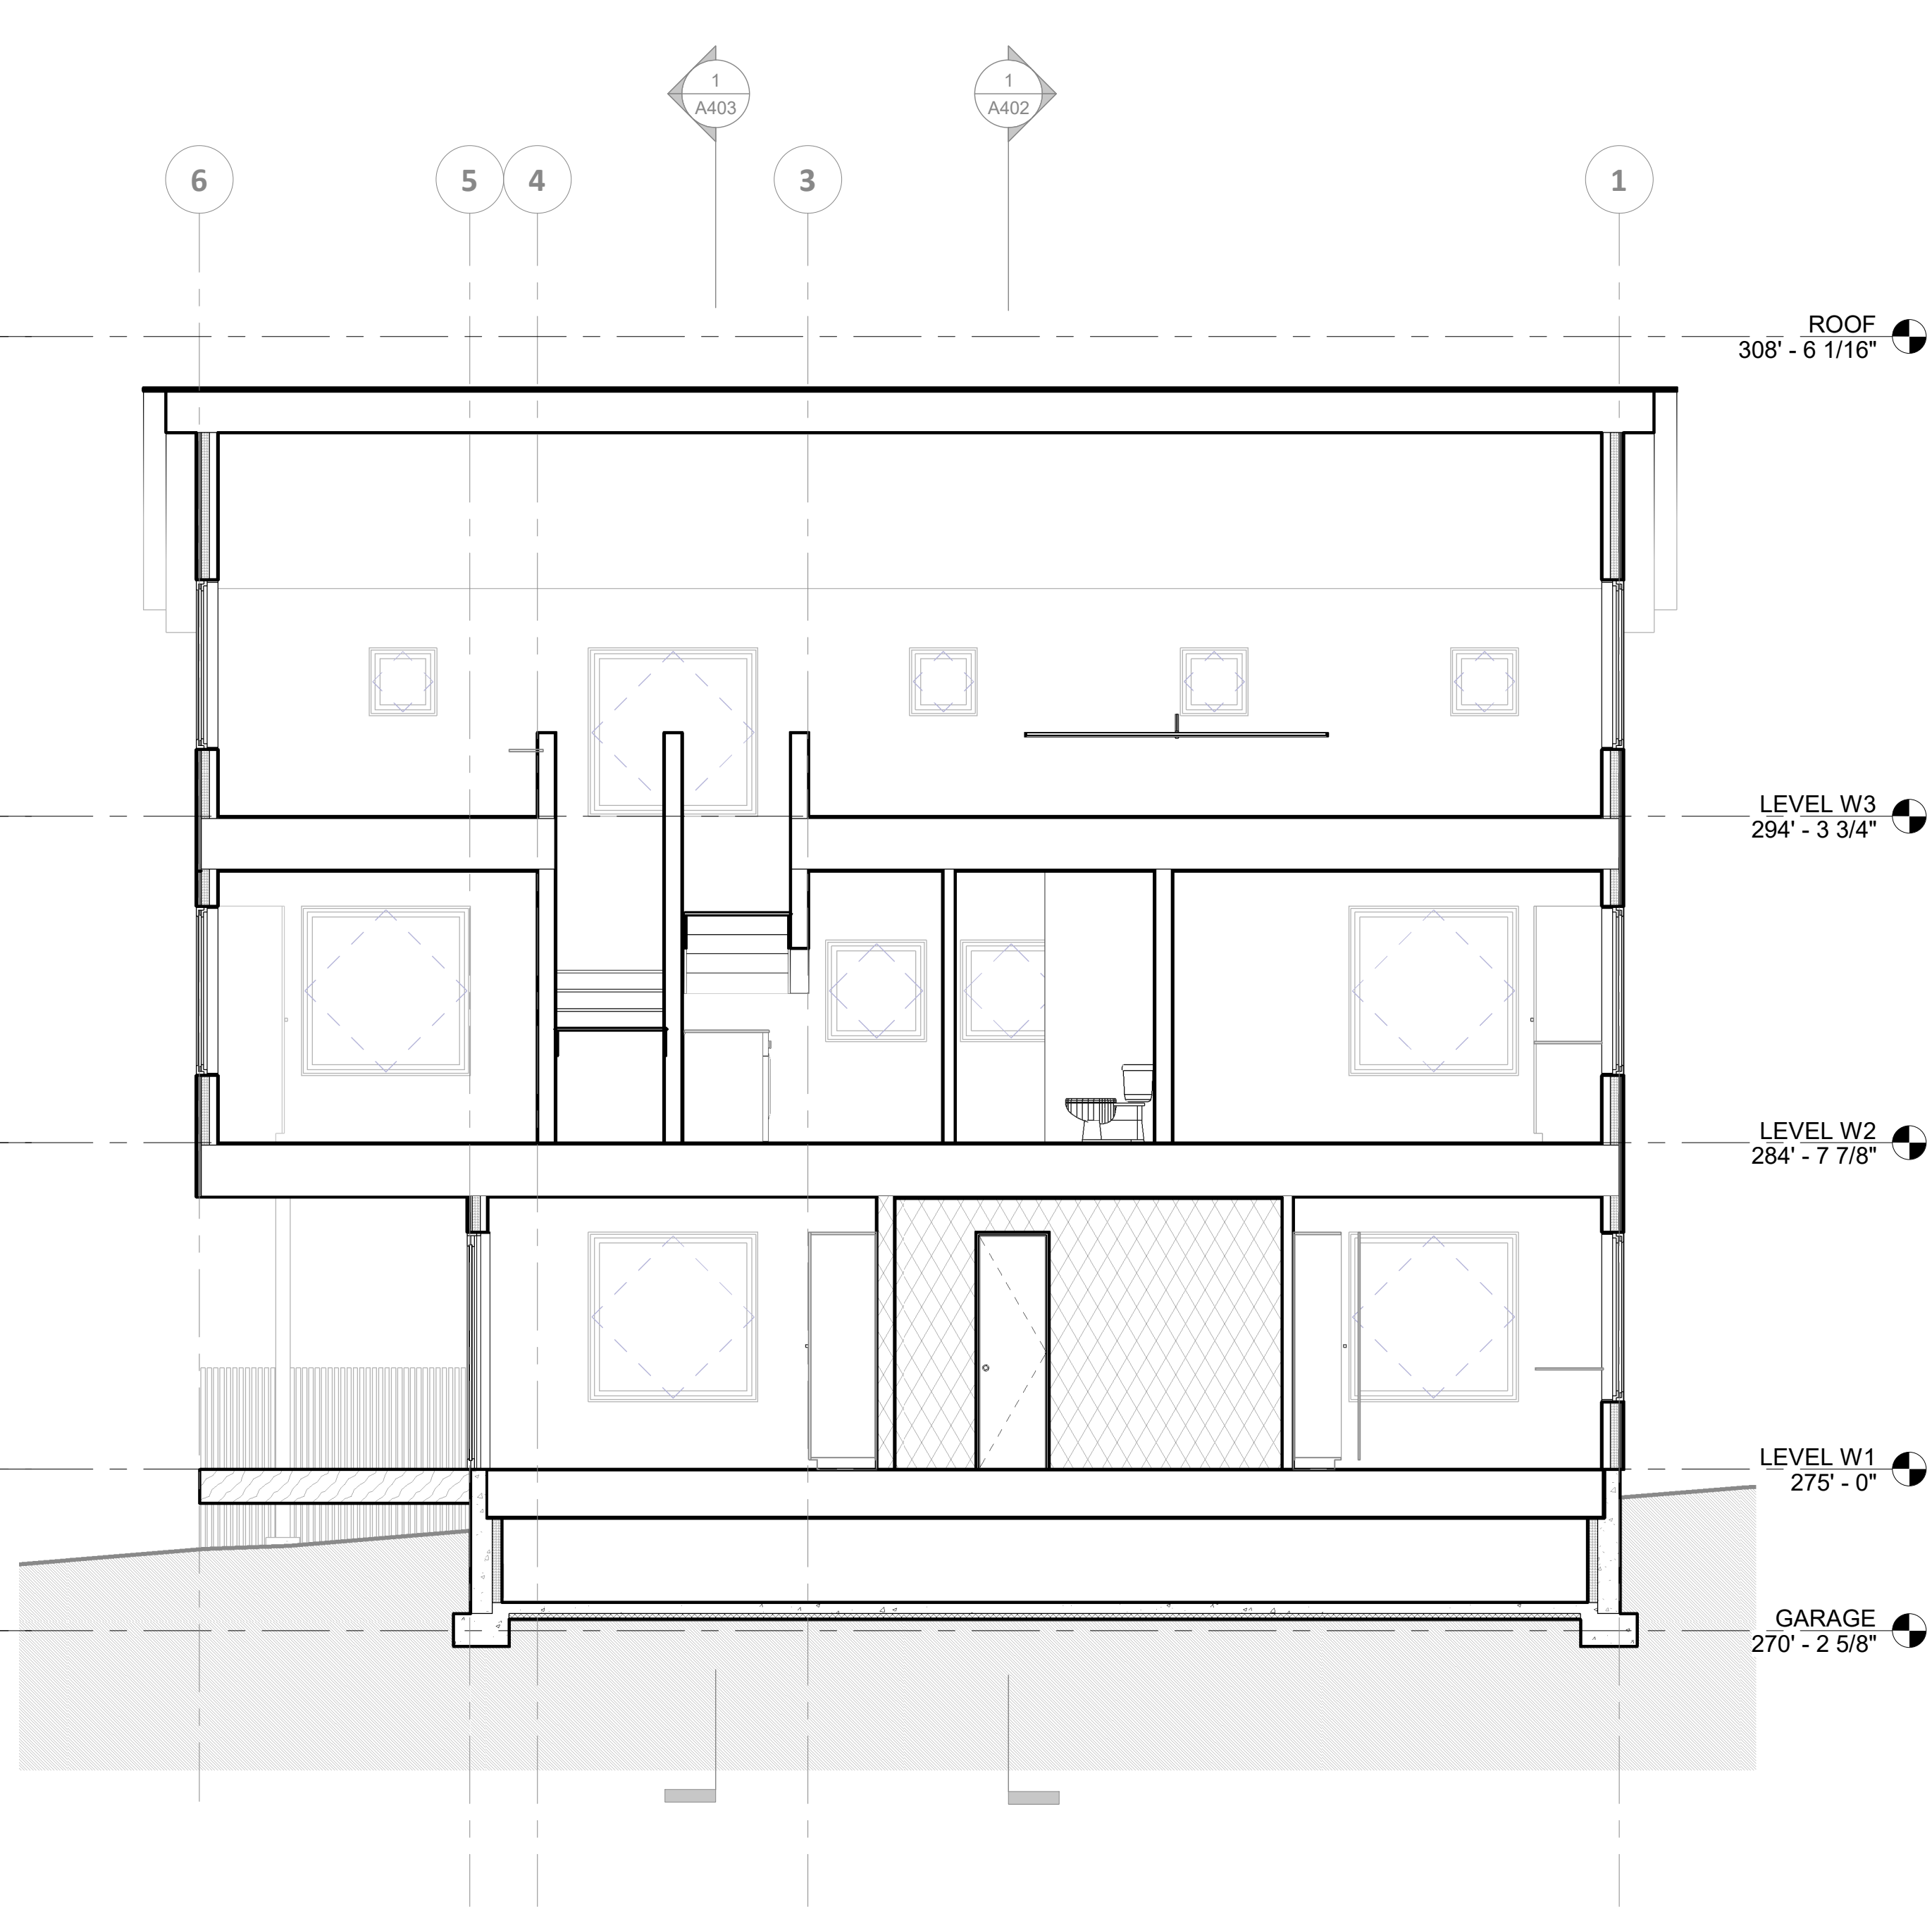 1
A403
1
A402
6
5
4
3
1
ROOF
308' - 6 1/16"
LEVEL W3
294' - 3 3/4"
LEVEL W2
284' - 7 7/8"
LEVEL W1
275' - 0"
GARAGE
270' - 2 5/8"